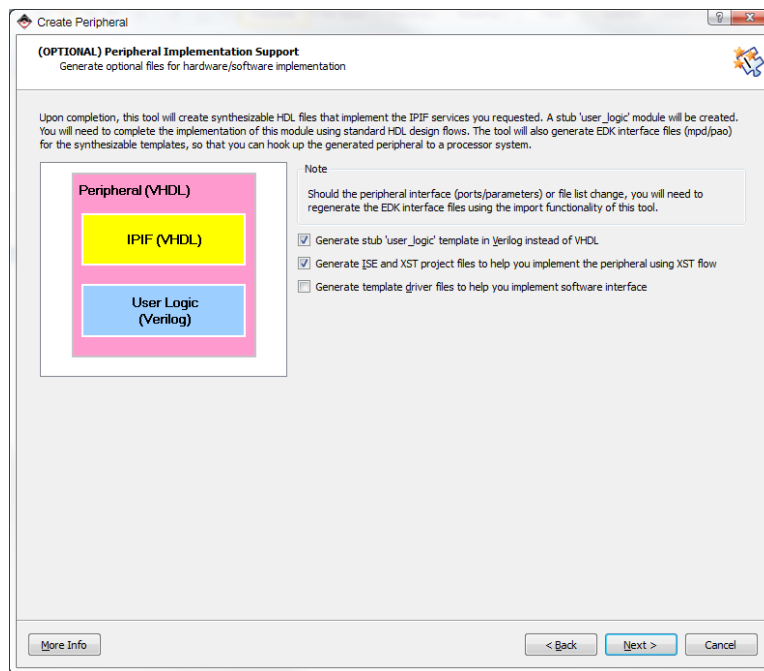 Create Peripheral
(OPTIONAL) Peripheral Implementation Support
Generate optional files for hardware/software implementation
Upon completion, this tool will create synthesizable HDL files that implement the IPIF services you requested. A stub 'user_logic' module will be created.
You will need to complete the implementation of this module using standard HDL design flows. The tool will also generate EDK interface files (mpd/pao)
for the synthesizable templates, so that you can hook up the generated peripheral to a processor system.
Peripheral (VHDL)
IPIF (VHDL)
User Logic
(Verilog)
Note
Should the peripheral interface (ports/parameters) or file list change, you will need to
regenerate the EDK interface files using the import functionality of this tool.
Generate stub 'user_logic' template in Verilog instead of VHDL
Generate ISE and XST project files to help you implement the peripheral using XST flow
Generate template driver files to help you implement software interface
More Info
< Back
Next >
Cancel